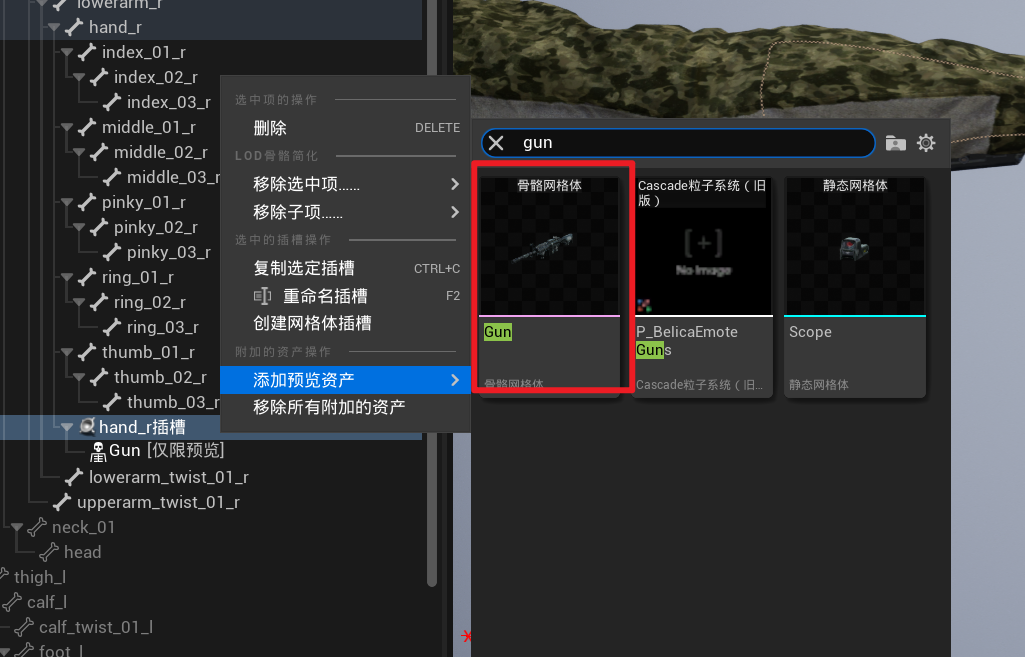 lowerarm_r
hand_r
index_01_r
index_02_r
index_03_r
middle_01_r
middle_02_r
middle_03_r
pinky_01_r
pinky_02_r
pinky_03_r
ring_01_r
ring_02_r
ring_03_r
thumb_01_r
thumb_02_r
thumb_03_r
hand_r插槽
Gun [仅限预览]
lowerarm_twist_01_r
upperarm_twist_01_r
neck_01
head
thigh_l
calf_l
calf_twist_01_l
foot_l
选中项的操作
删除 DELETE
LOD骨骼简化
移除选中项......
移除子项......
选中的插槽操作
复制选定插槽 CTRL+C
重命名插槽 F2
创建网格体插槽
附加的资产操作
添加预览资产
移除所有附加的资产
gun
骨骼网格体
Gun
骨骼网格体
Cascade粒子系统（旧
版）
No Image
P_BelicaEmote
Guns
Cascade粒子系统（旧...
静态网格体
Scope
静态网格体